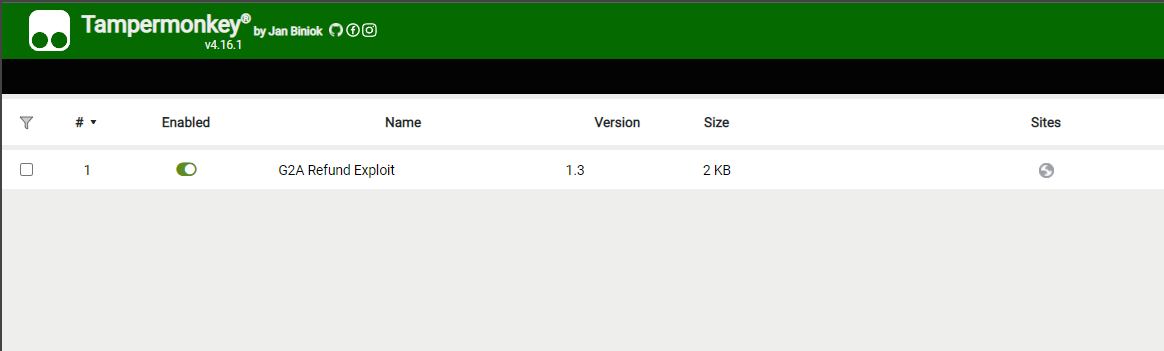 Tampermonkey® by Jan Biniok
v4.16.1
# Enabled Name Version Size Sites
1 G2A Refund Exploit 1.3 2 KB